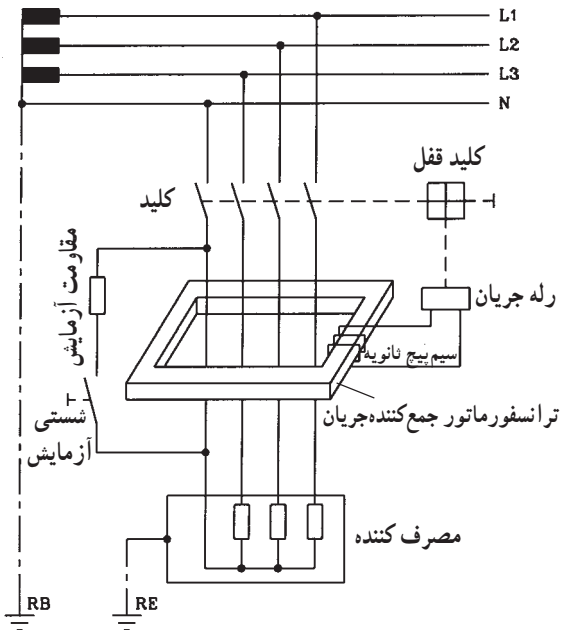 L1
L2
L3
N
کلید قفل
کلید
مقاومت آزمایش
رله جریان
سیم‌پیچ ثانویه
ترانسفورماتور جمع‌کننده‌جریان
شستی
آزمایش
مصرف کننده
RB
RE